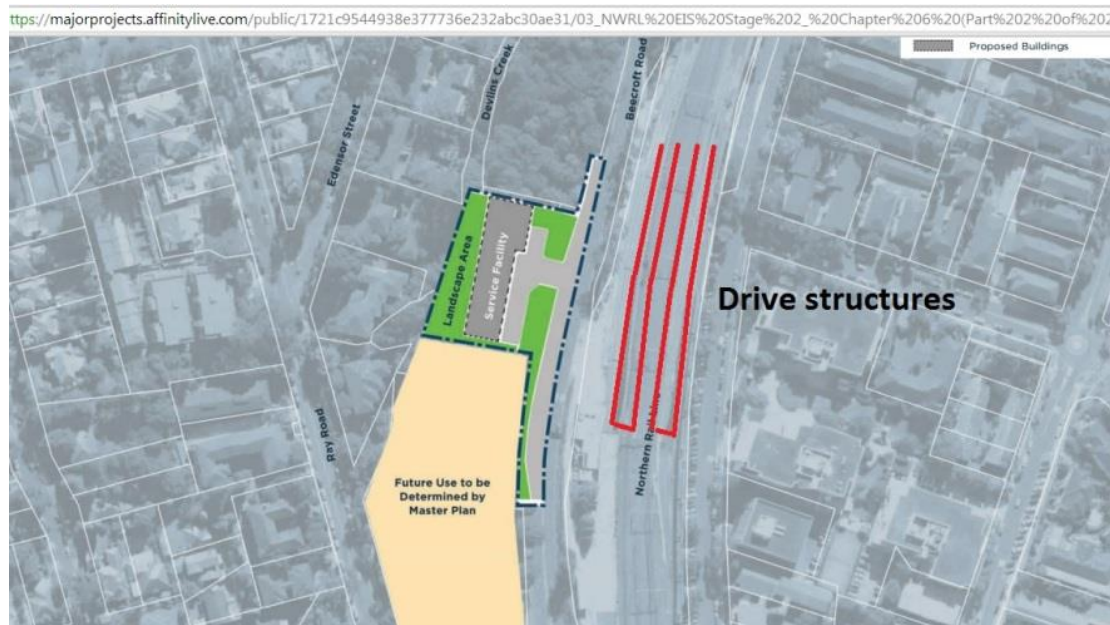 ttps://majorprojects.affinitylive.com/public/1721c9544938e377736e232abc30ae31/03_NWRL%20EIS%20Stage%202_%20Chapter%206%20(Part%202%20of%202
Proposed Buildings
Devlins Creek
Beecroft Road
Edensor Street
Landscape Area
Service Facility
Drive structures
Ray Road
Northern Rail Line
Future Use to be
Determined by
Master Plan